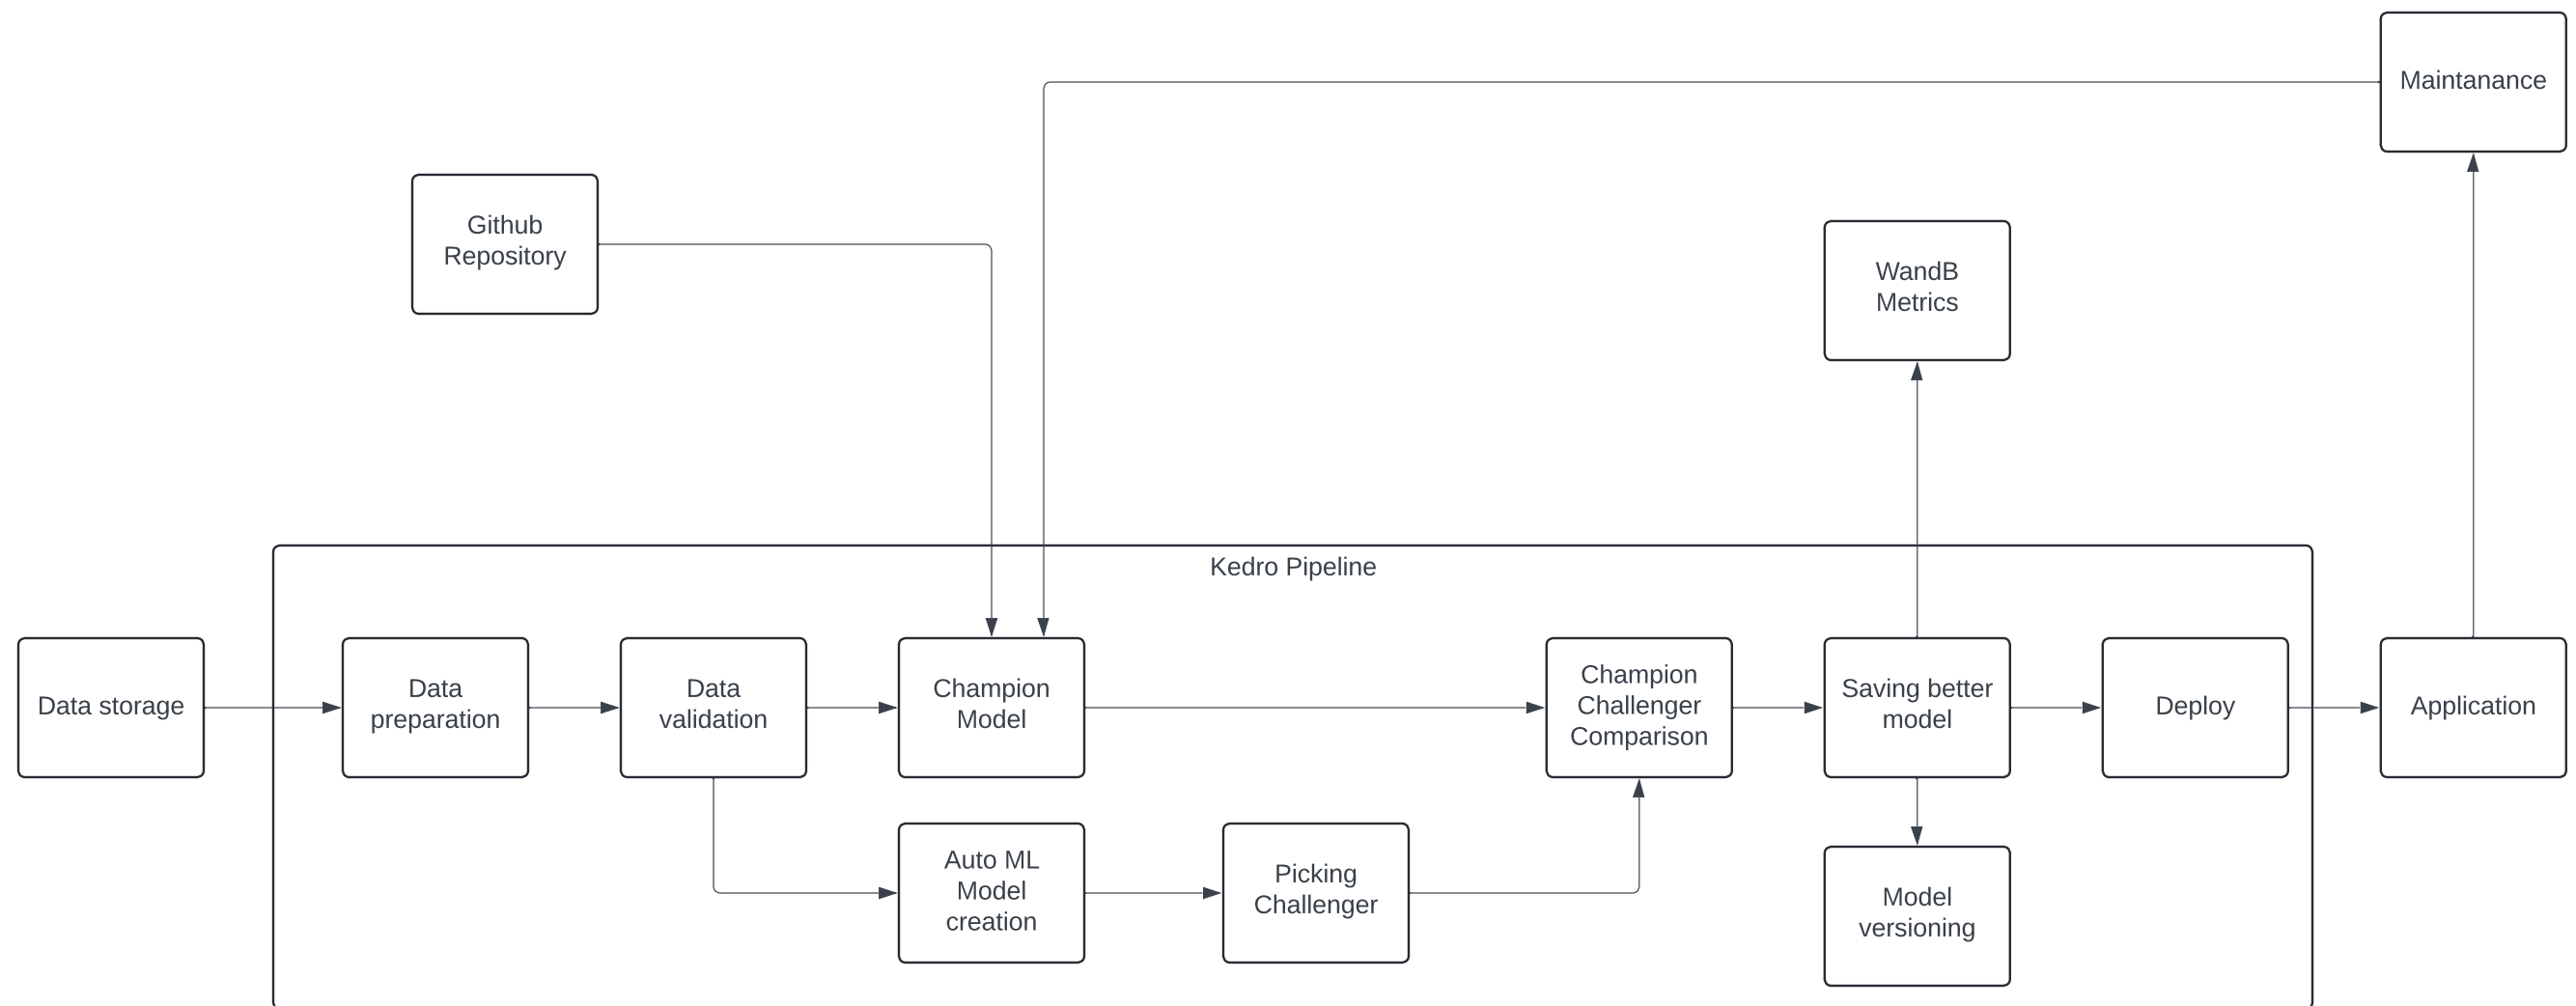 Maintanance
Github
Repository
WandB
Metrics
Kedro Pipeline
Data storage
Data
preparation
Data
validation
Champion
Model
Champion
Challenger
Comparison
Saving better
model
Deploy
Application
Auto ML
Model
creation
Picking
Challenger
Model
versioning